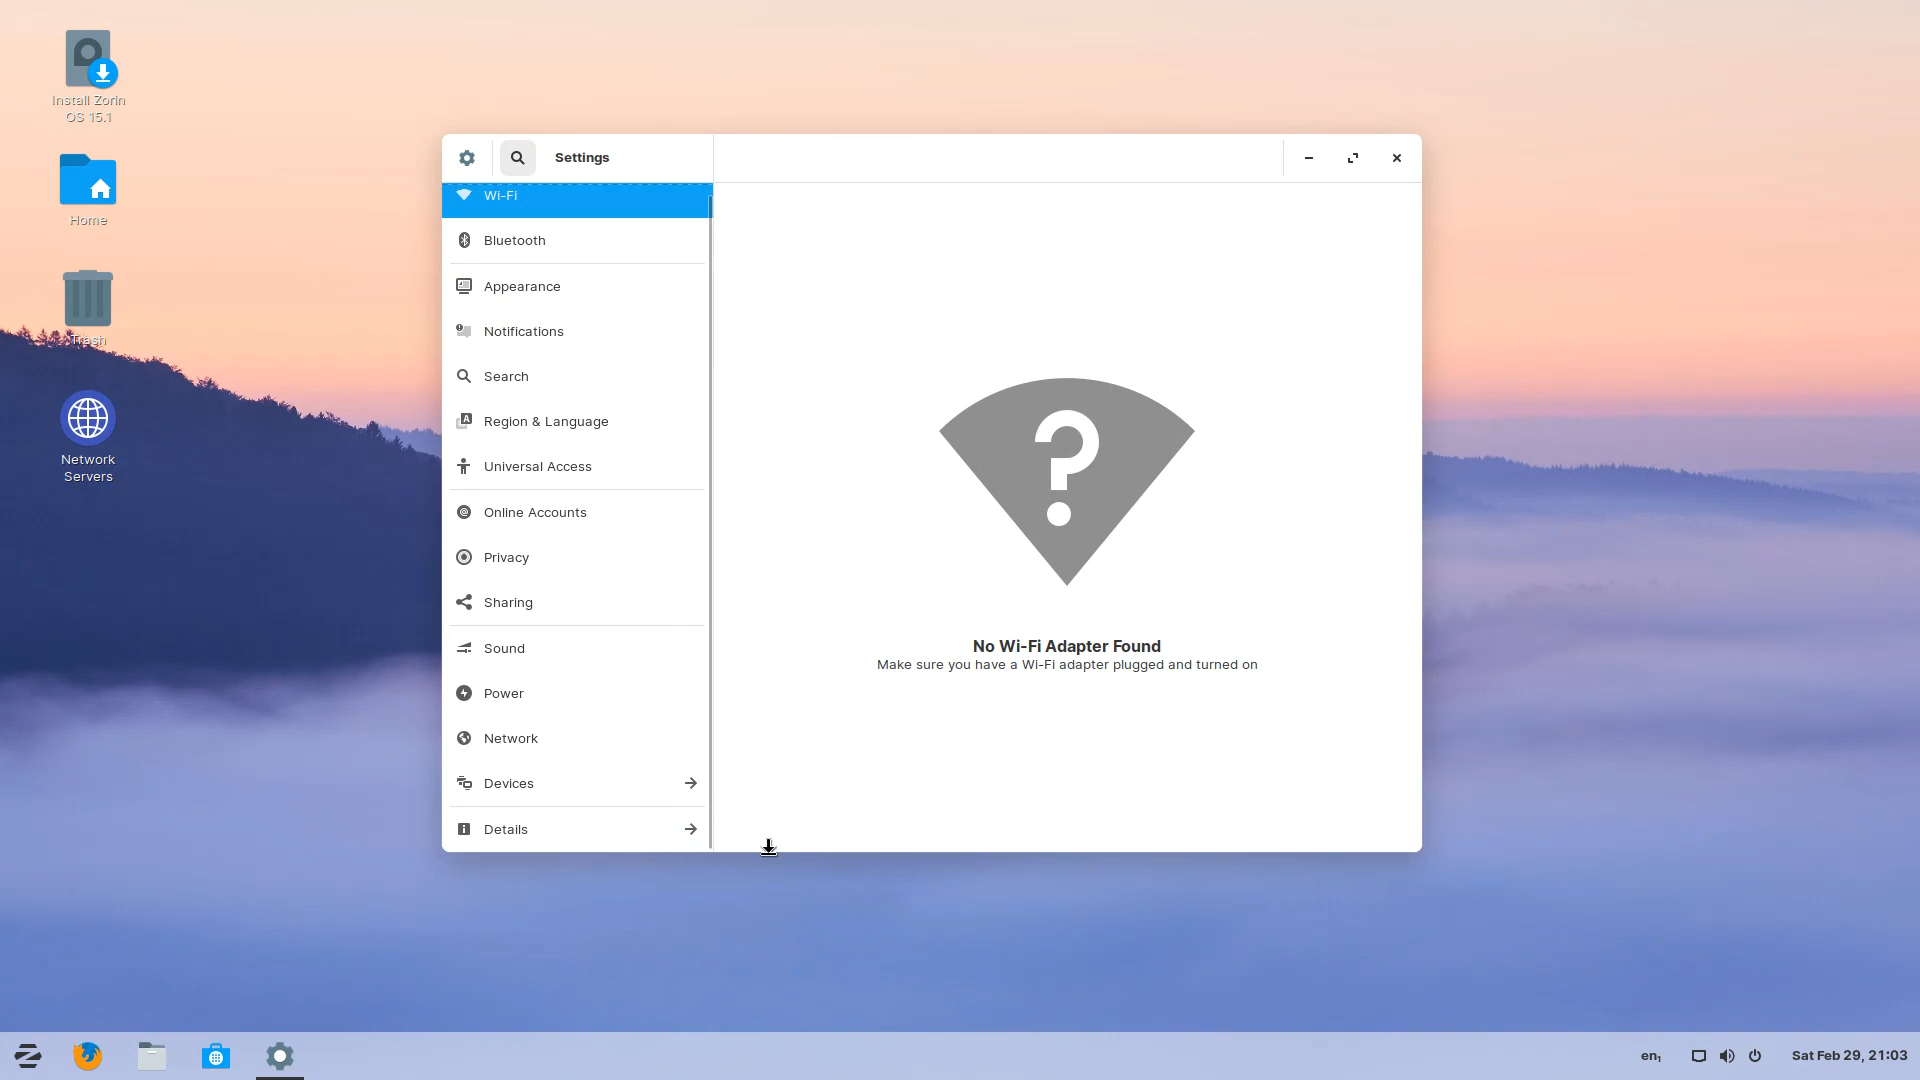 Install Zorin
OS 15.1
Home
Trash
Network
Servers
Settings
Wi-Fi
Bluetooth
Appearance
Notifications
Search
Region & Language
Universal Access
Online Accounts
Privacy
Sharing
Sound
Power
Network
Devices
Details
No Wi-Fi Adapter Found
Make sure you have a Wi-Fi adapter plugged and turned on
en₁
Sat Feb 29, 21:03